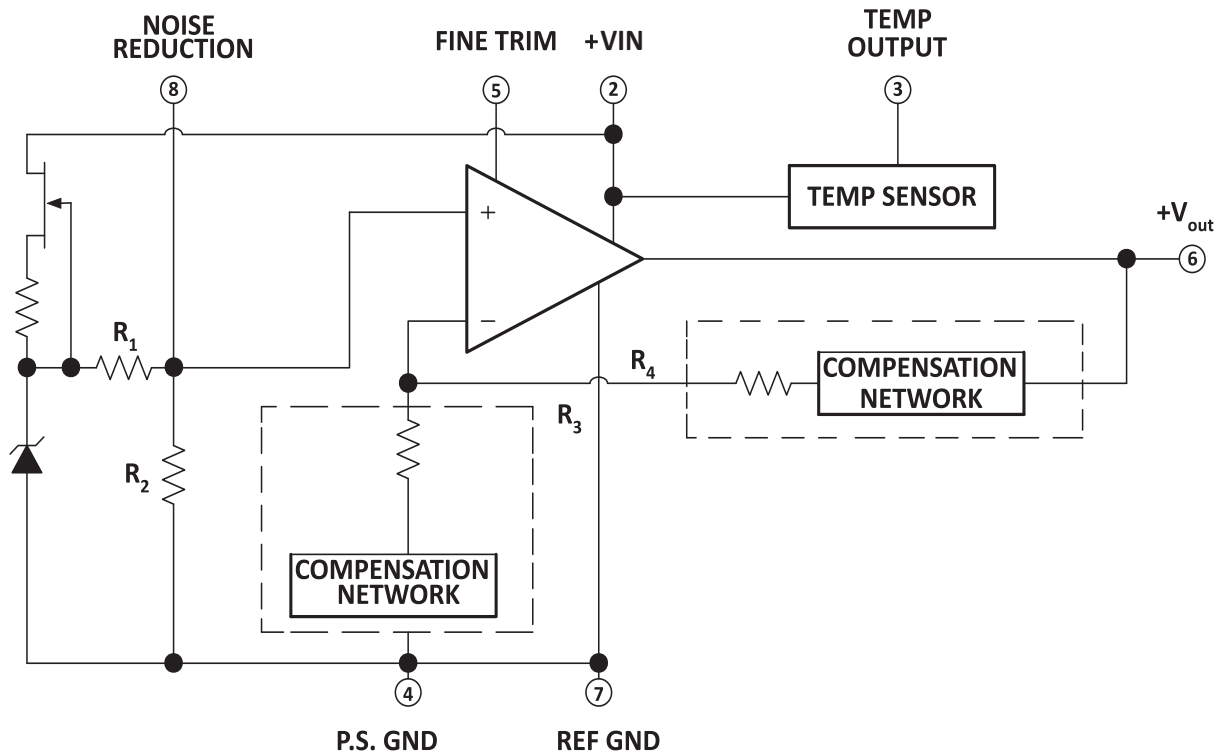 NOISE
REDUCTION
FINE TRIM
+VIN
TEMP
OUTPUT
8
5
2
3
TEMP SENSOR
+
+Vout
6
−
R1
R4
COMPENSATION
NETWORK
R3
R2
COMPENSATION
NETWORK
4
7
P.S. GND
REF GND